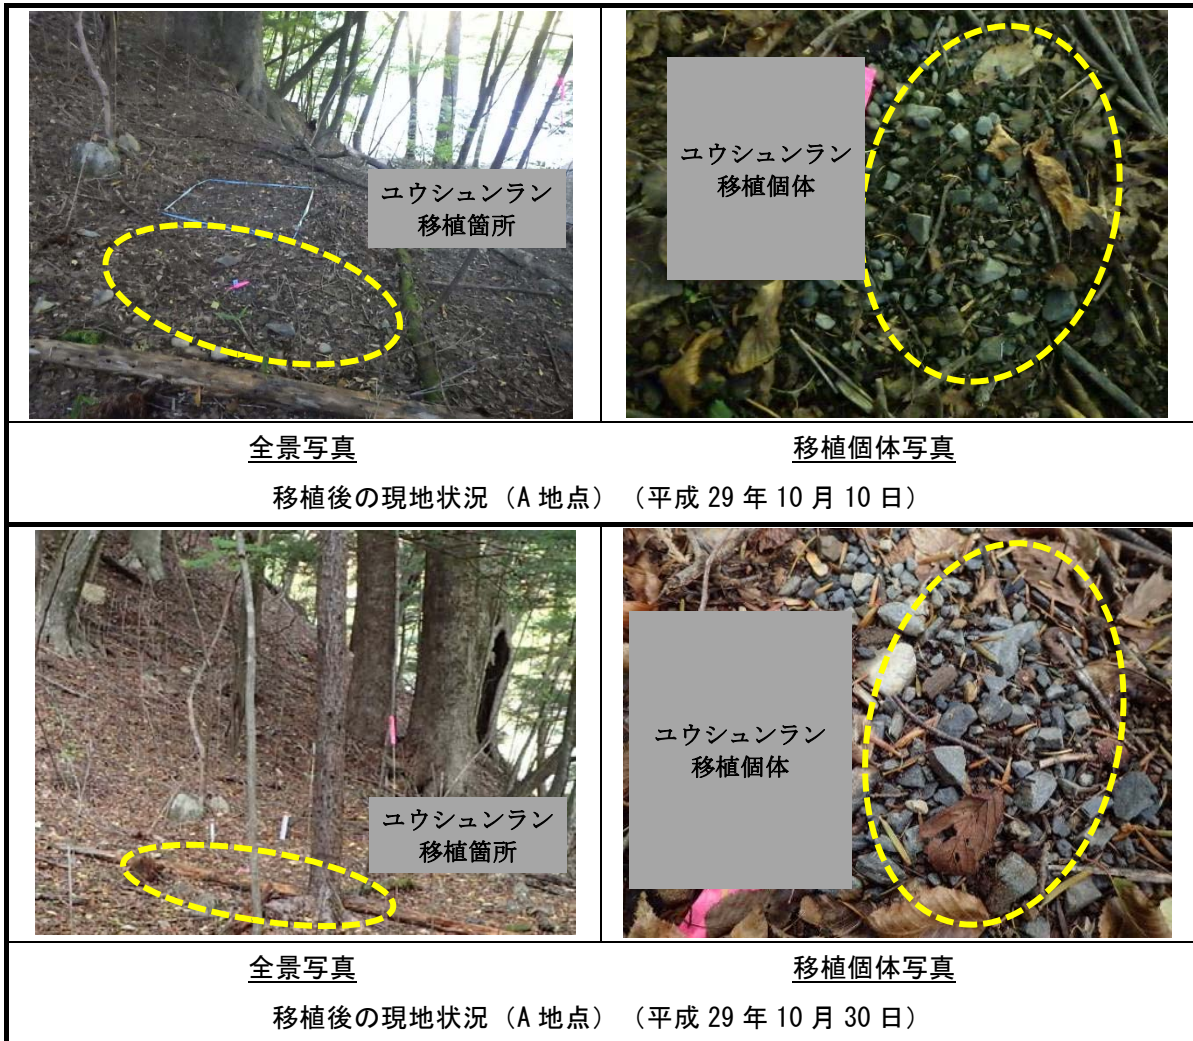 ユウシュンラン
移植箇所
ユウシュンラン
移植個体
全景写真
移植個体写真
移植後の現地状況（A 地点）（平成 29 年 10 月 10 日）
ユウシュンラン
移植箇所
ユウシュンラン
移植個体
全景写真
移植個体写真
移植後の現地状況（A 地点）（平成 29 年 10 月 30 日）